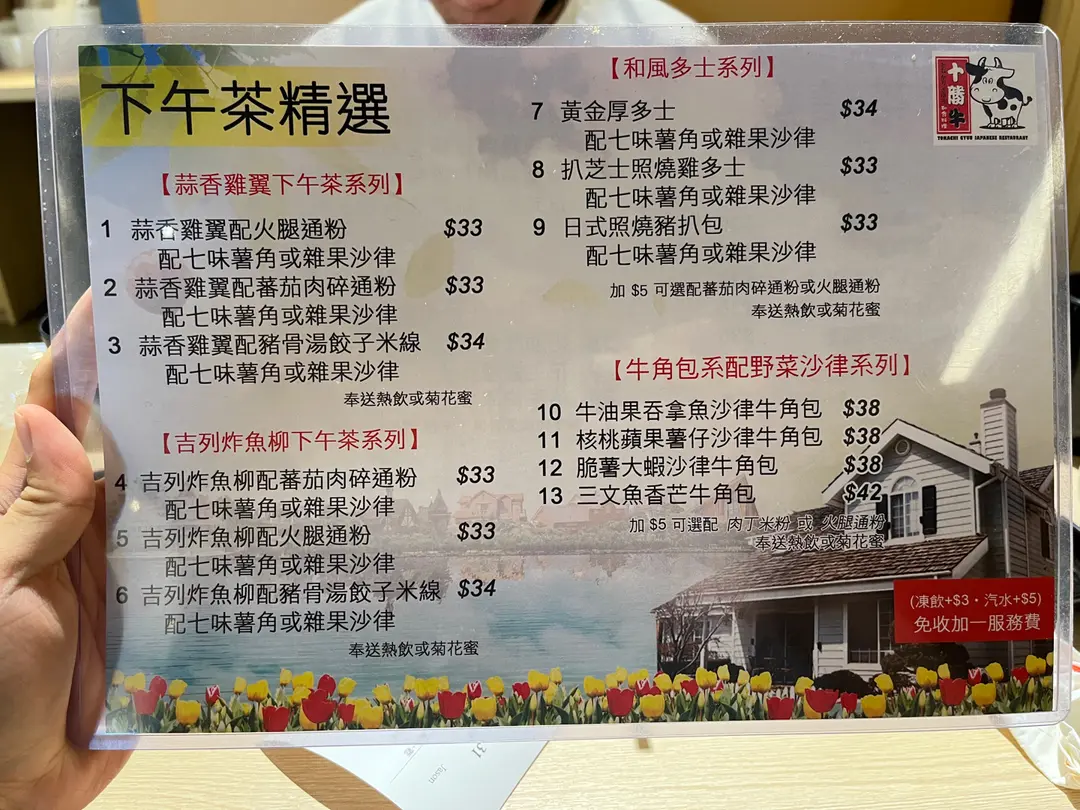 下午茶精選
【蒜香雞翼下午茶系列】
1 蒜香雞翼配火腿通粉 $33
配七味薯角或雜果沙律
2 蒜香雞翼配蕃茄肉碎通粉 $33
配七味薯角或雜果沙律
3 蒜香雞翼配豬骨湯餃子米線 $34
配七味薯角或雜果沙律
奉送熱飲或菊花蜜
【吉列炸魚柳下午茶系列】
4 吉列炸魚柳配蕃茄肉碎通粉 $33
配七味薯角或雜果沙律
5 吉列炸魚柳配火腿通粉 $33
配七味薯角或雜果沙律
6 吉列炸魚柳配豬骨湯餃子米線 $34
配七味薯角或雜果沙律
奉送熱飲或菊花蜜
【和風多士系列】
7 黃金厚多士 $34
配七味薯角或雜果沙律
8 扒芝士照燒雞多士 $33
配七味薯角或雜果沙律
9 日式照燒豬扒包 $33
配七味薯角或雜果沙律
加 $5 可選配蕃茄肉碎通粉或火腿通粉
奉送熱飲或菊花蜜
【牛角包系配野菜沙律系列】
10 牛油果吞拿魚沙律牛角包 $38
11 核桃蘋果薯仔沙律牛角包 $38
12 脆薯大蝦沙律牛角包 $38
13 三文魚香芒牛角包 $42
加 $5 可選配 肉丁米粉 或 火腿通粉
奉送熱飲或菊花蜜
(凍飲+$3・汽水+$5)
免收加一服務費
十勝牛
TOKACHI GYUU JAPANESE RESTAURANT
31
Jason